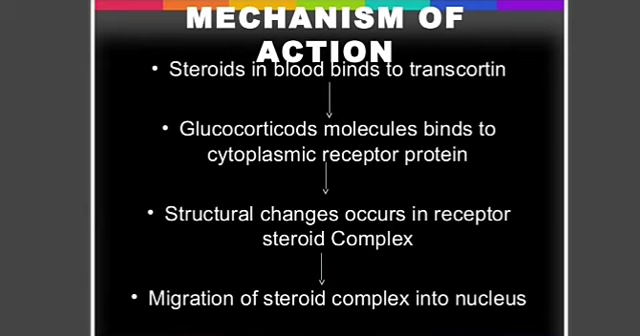 MECHANISM OF
ACTION
• Steroids in blood binds to transcortin
• Glucocorticods molecules binds to
cytoplasmic receptor protein
• Structural changes occurs in receptor
steroid Complex
• Migration of steroid complex into nucleus